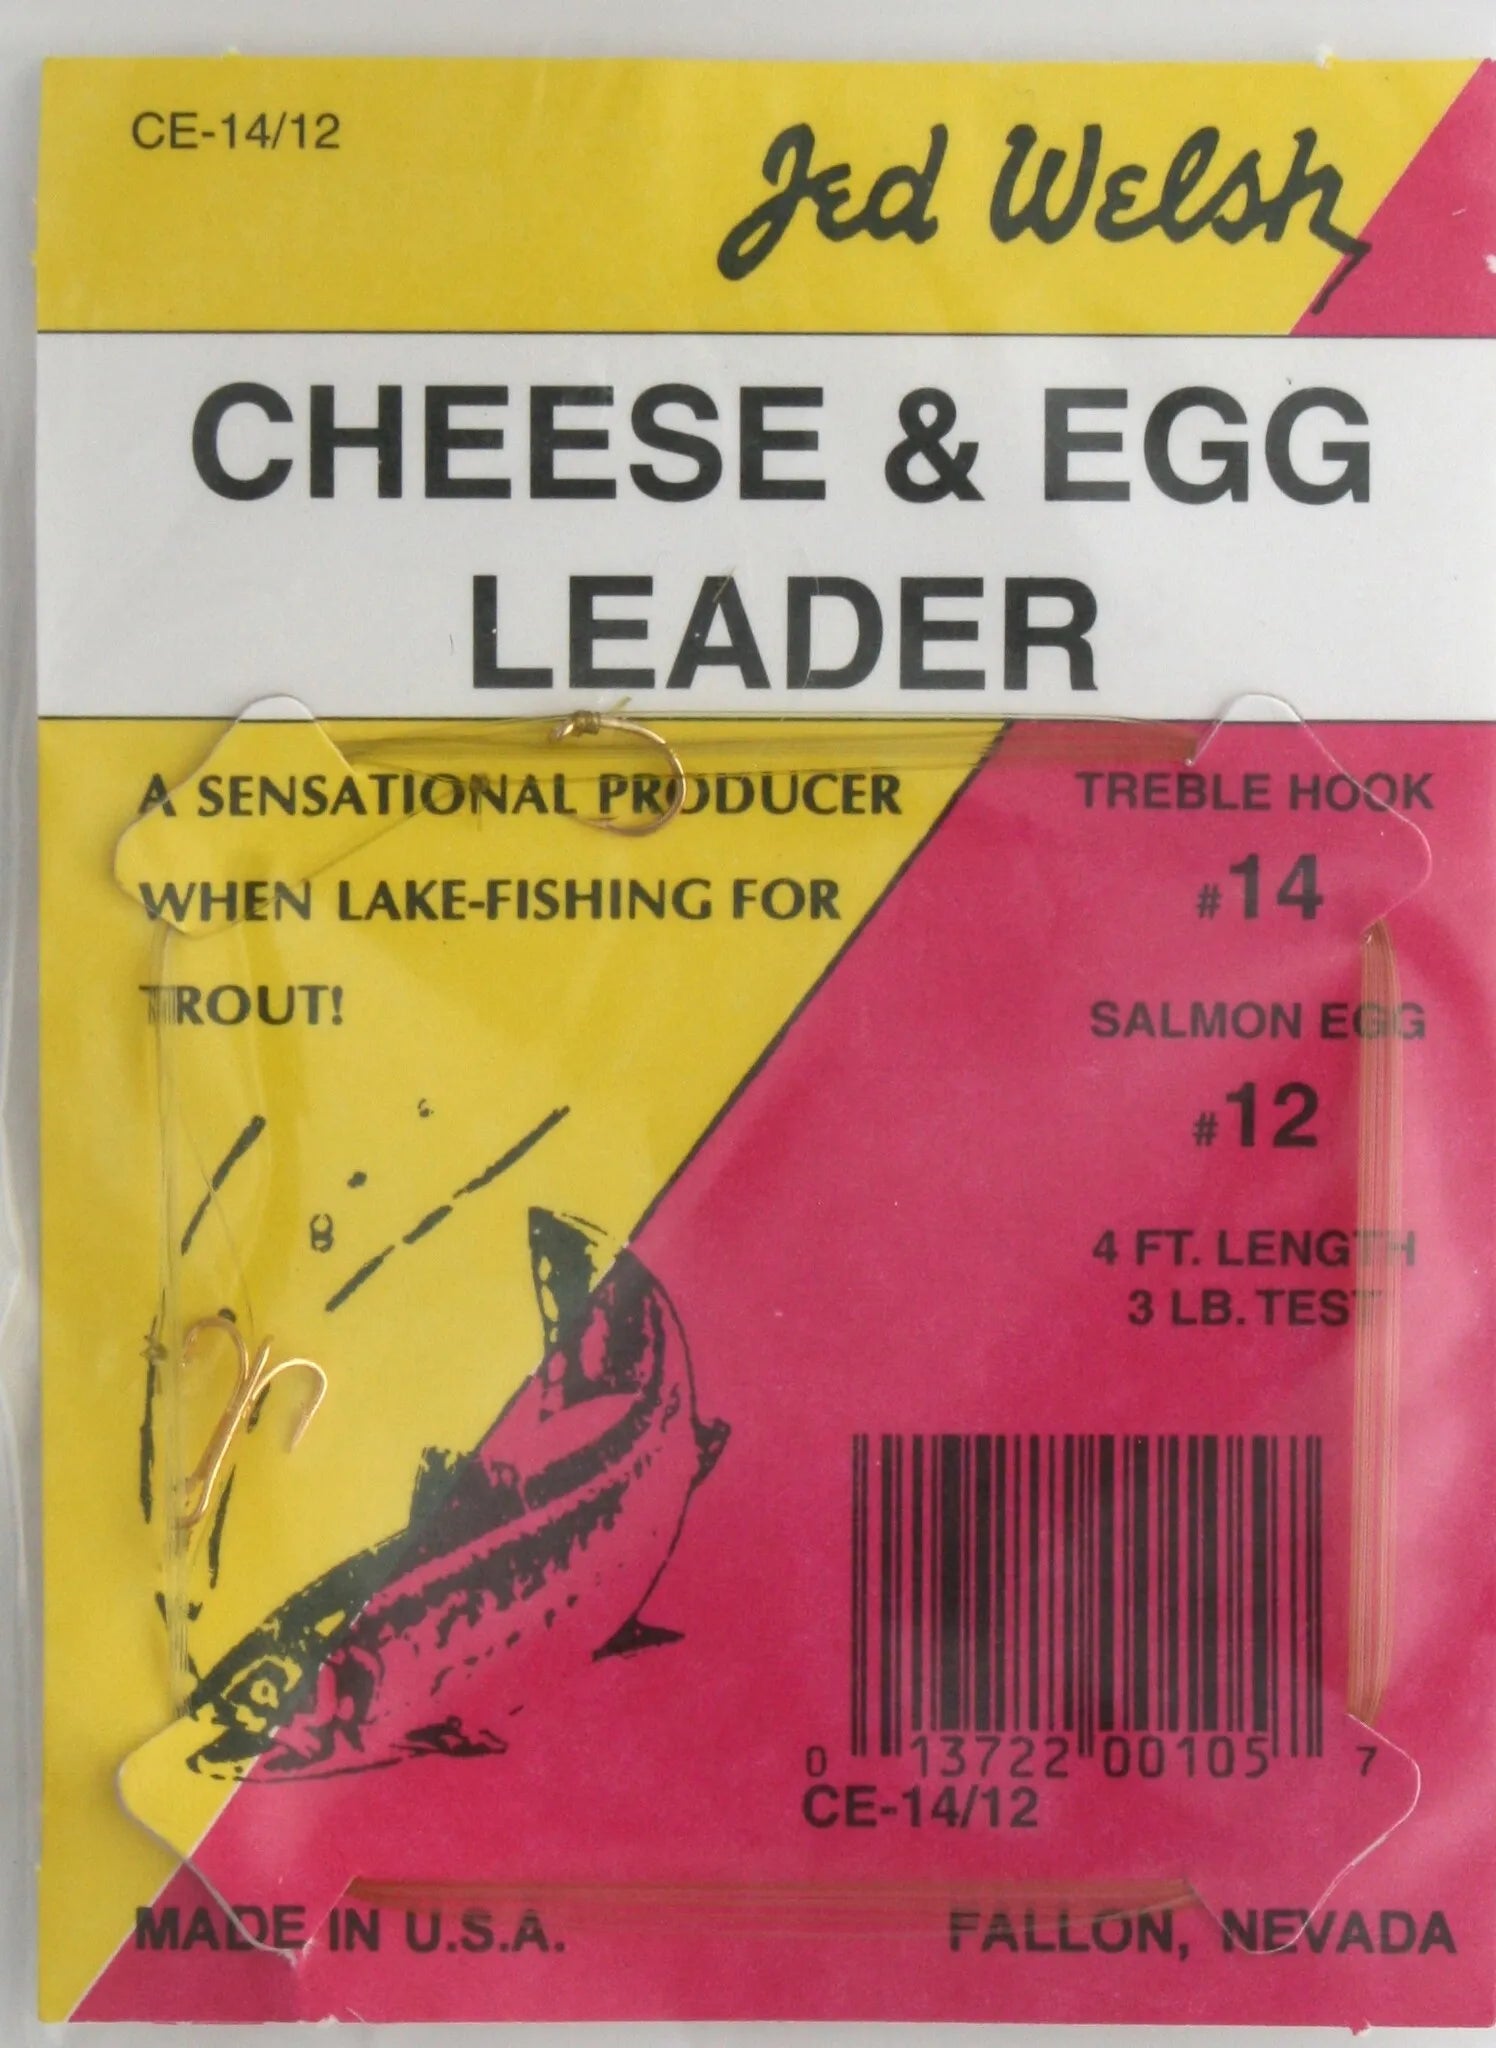 CE-14/12
Jed Welsh
CHEESE & EGG
LEADER
A SENSATIONAL PRODUCER
WHEN LAKE-FISHING FOR
TROUT!
TREBLE HOOK
#14
SALMON EGG
#12
4 FT. LENGTH
3 LB. TEST
0 13722 00105 7
CE-14/12
MADE IN U.S.A.
FALLON, NEVADA